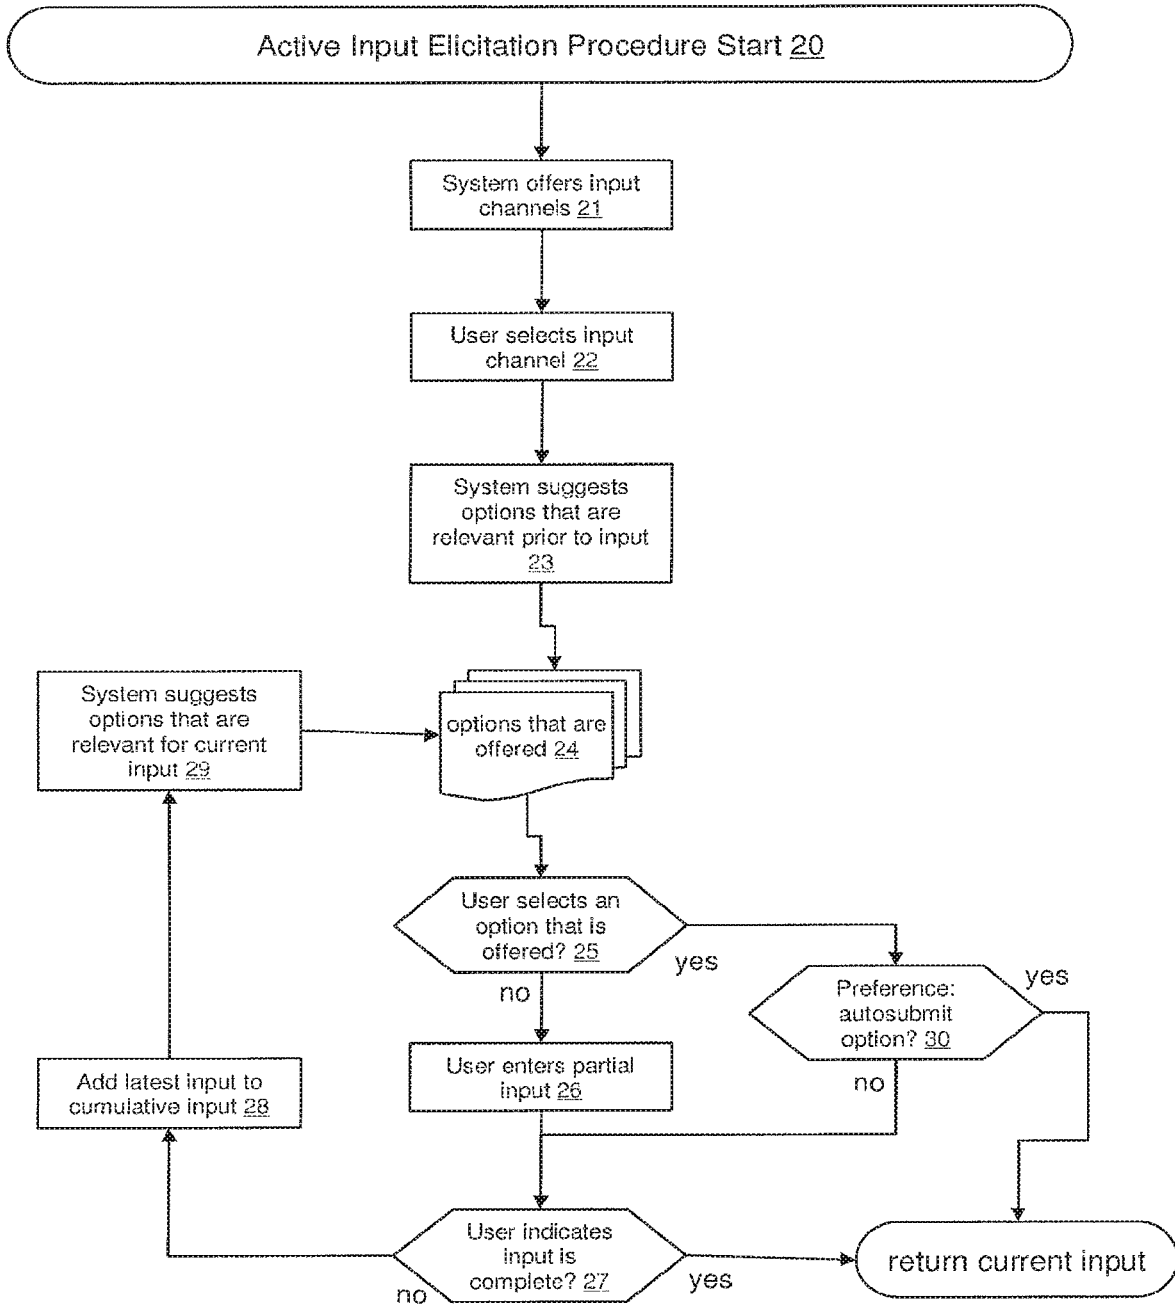 Active Input Elicitation Procedure Start 20
System offers input
channels 21
User selects input
channel 22
System suggests
options that are
relevant prior to input
23
System suggests
options that are
relevant for current
input 29
options that are
offered 24
User selects an
option that is
offered? 25
yes
no
Preference:
autosubmit
option? 30
yes
no
User enters partial
input 26
Add latest input to
cumulative input 28
User indicates
input is
complete? 27
no
yes
return current input